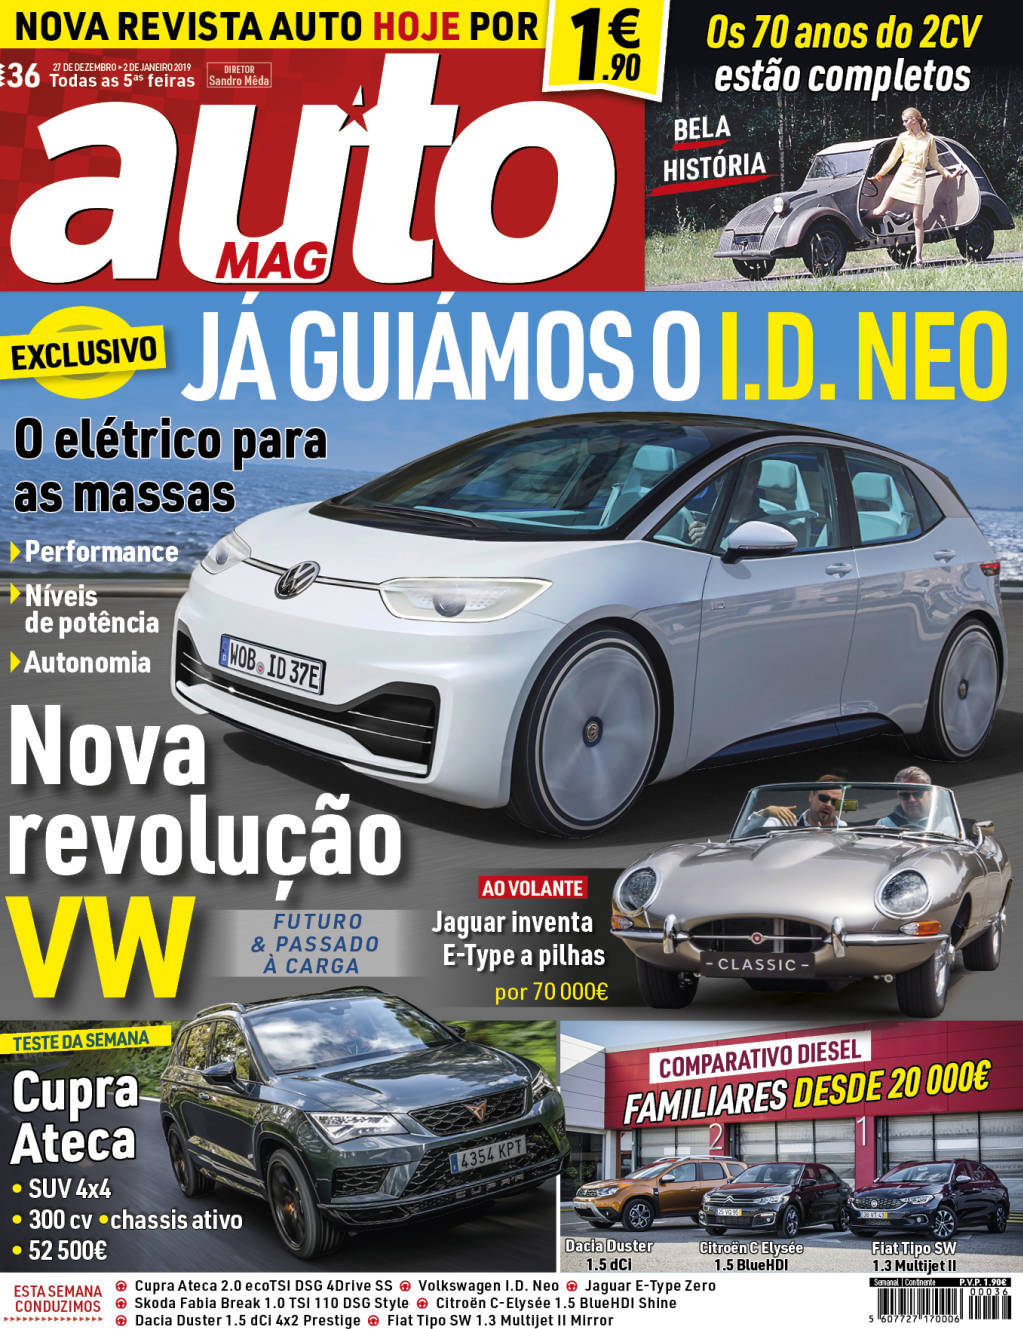 NOVA REVISTA AUTO HOJE POR
1€
.90
Os 70 anos do 2CV
estão completos
BELA
HISTÓRIA
36
27 DE DEZEMBRO 2 DE JANEIRO 2019
Todas as 5as feiras
DIRETOR
Sandro Mêda
auto
MAG
EXCLUSIVO
JÁ GUIÁMOS O I.D. NEO
O elétrico para
as massas
Performance
Níveis
de potência
Autonomia
WOB ID 37E
Nova
revolução
VW
FUTURO
& PASSADO
À CARGA
AO VOLANTE
Jaguar inventa
E-Type a pilhas
por 70 000€
-CLASSIC-
TESTE DA SEMANA
Cupra
Ateca
• SUV 4x4
• 300 cv •chassis ativo
• 52 500€
4354 KPT
CUPRA
COMPARATIVO DIESEL
FAMILIARES DESDE 20 000€
2
1
Dacia Duster
1.5 dCi
Citroën C Elysée
1.5 BlueHDI
Fiat Tipo SW
1.3 Multijet II
ESTA SEMANA
CONDUZIMOS
Cupra Ateca 2.0 ecoTSI DSG 4Drive SS Volkswagen I.D. Neo Jaguar E-Type Zero
Skoda Fabia Break 1.0 TSI 110 DSG Style Citroën C-Elysée 1.5 BlueHDI Shine
Dacia Duster 1.5 dCi 4x2 Prestige Fiat Tipo SW 1.3 Multijet II Mirror
Semanal | Continente P.V.P. 1.90€
00036
5 607727 170006